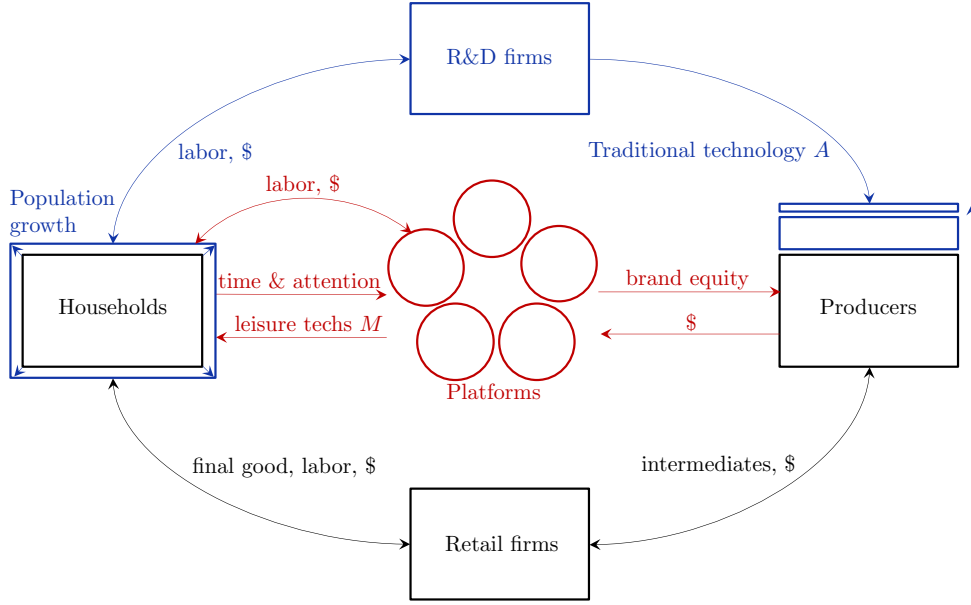 R&D firms
labor, $
Traditional technology A
labor, $
Population
growth
time & attention
brand equity
Households
Producers
leisure techs M
$
Platforms
final good, labor, $
intermediates, $
Retail firms